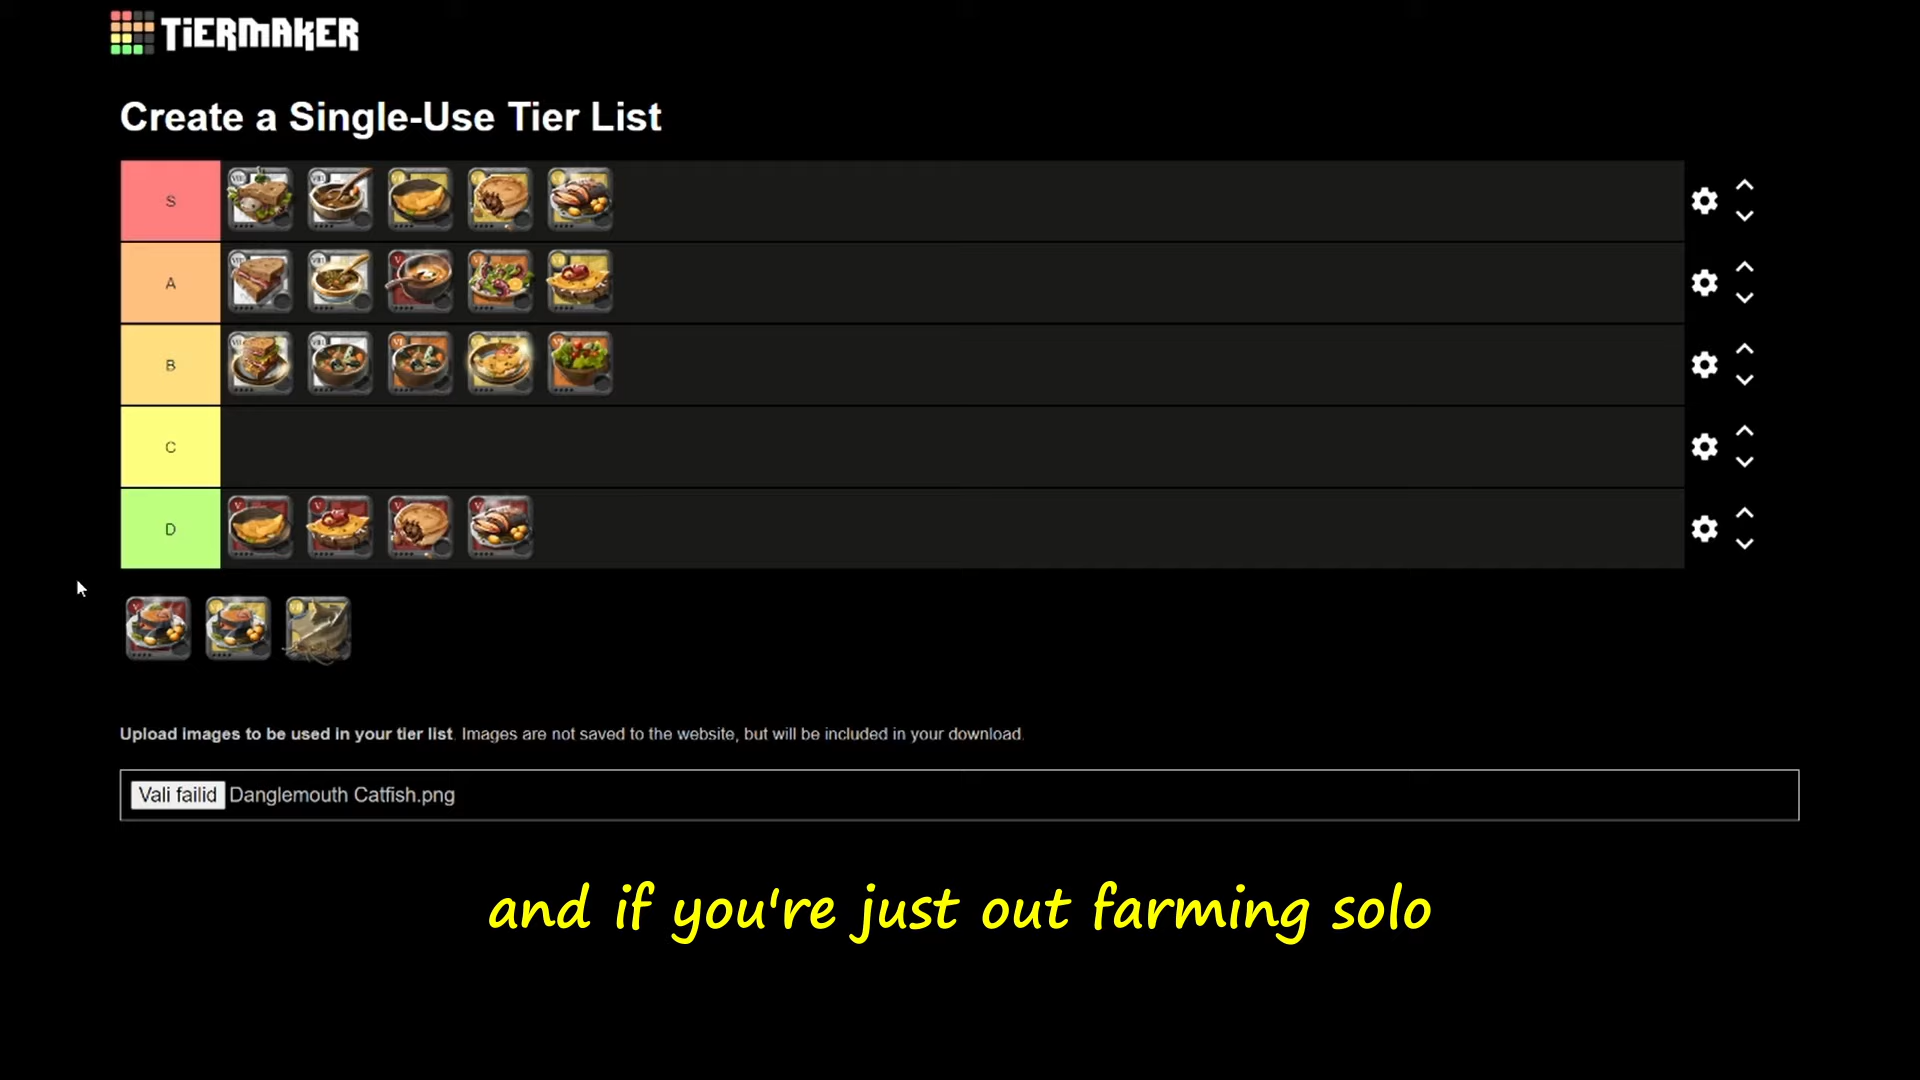 TiERMAKER
Create a Single-Use Tier List
S
A
B
C
D
Upload images to be used in your tier list. Images are not saved to the website, but will be included in your download.
Vali failid Danglemouth Catfish.png
and if you're just out farming solo